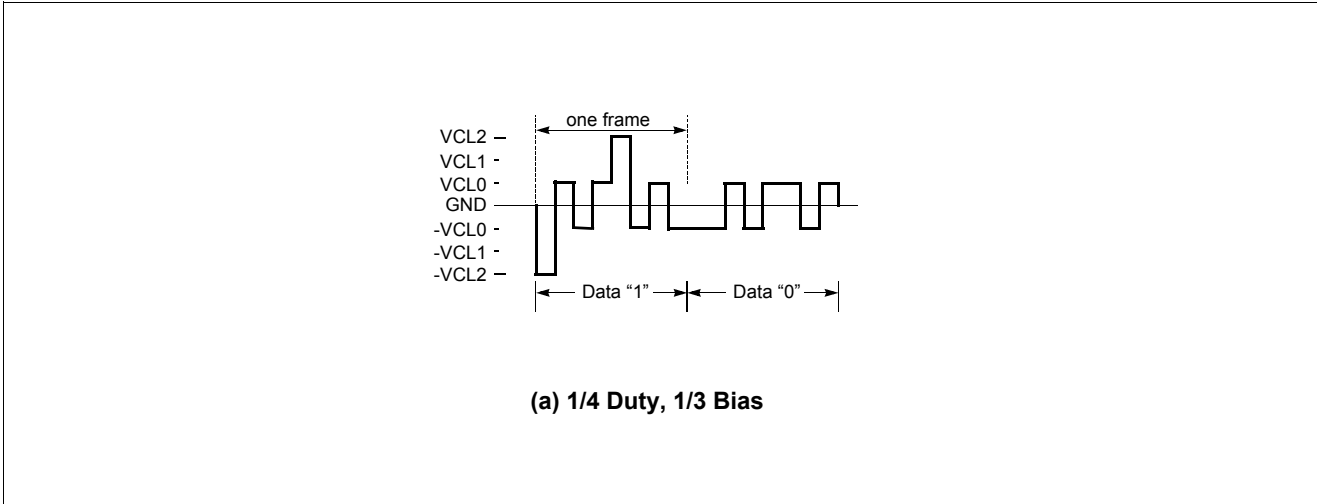 one frame
VCL2
VCL1
VCL0
GND
-VCL0
-VCL1
-VCL2
Data “1”
Data “0”
(a) 1/4 Duty, 1/3 Bias